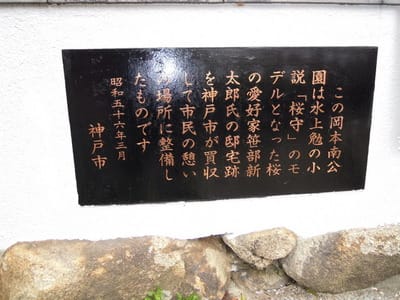 この岡本南公
園は水上勉の小
説「桜守」のモ
デルとなった桜
の愛好家笹部新
太郎氏の邸宅跡
を神戸市が買収
して市民の憩い
の場所に整備し
たものです
昭和五十六年三月
神戸市